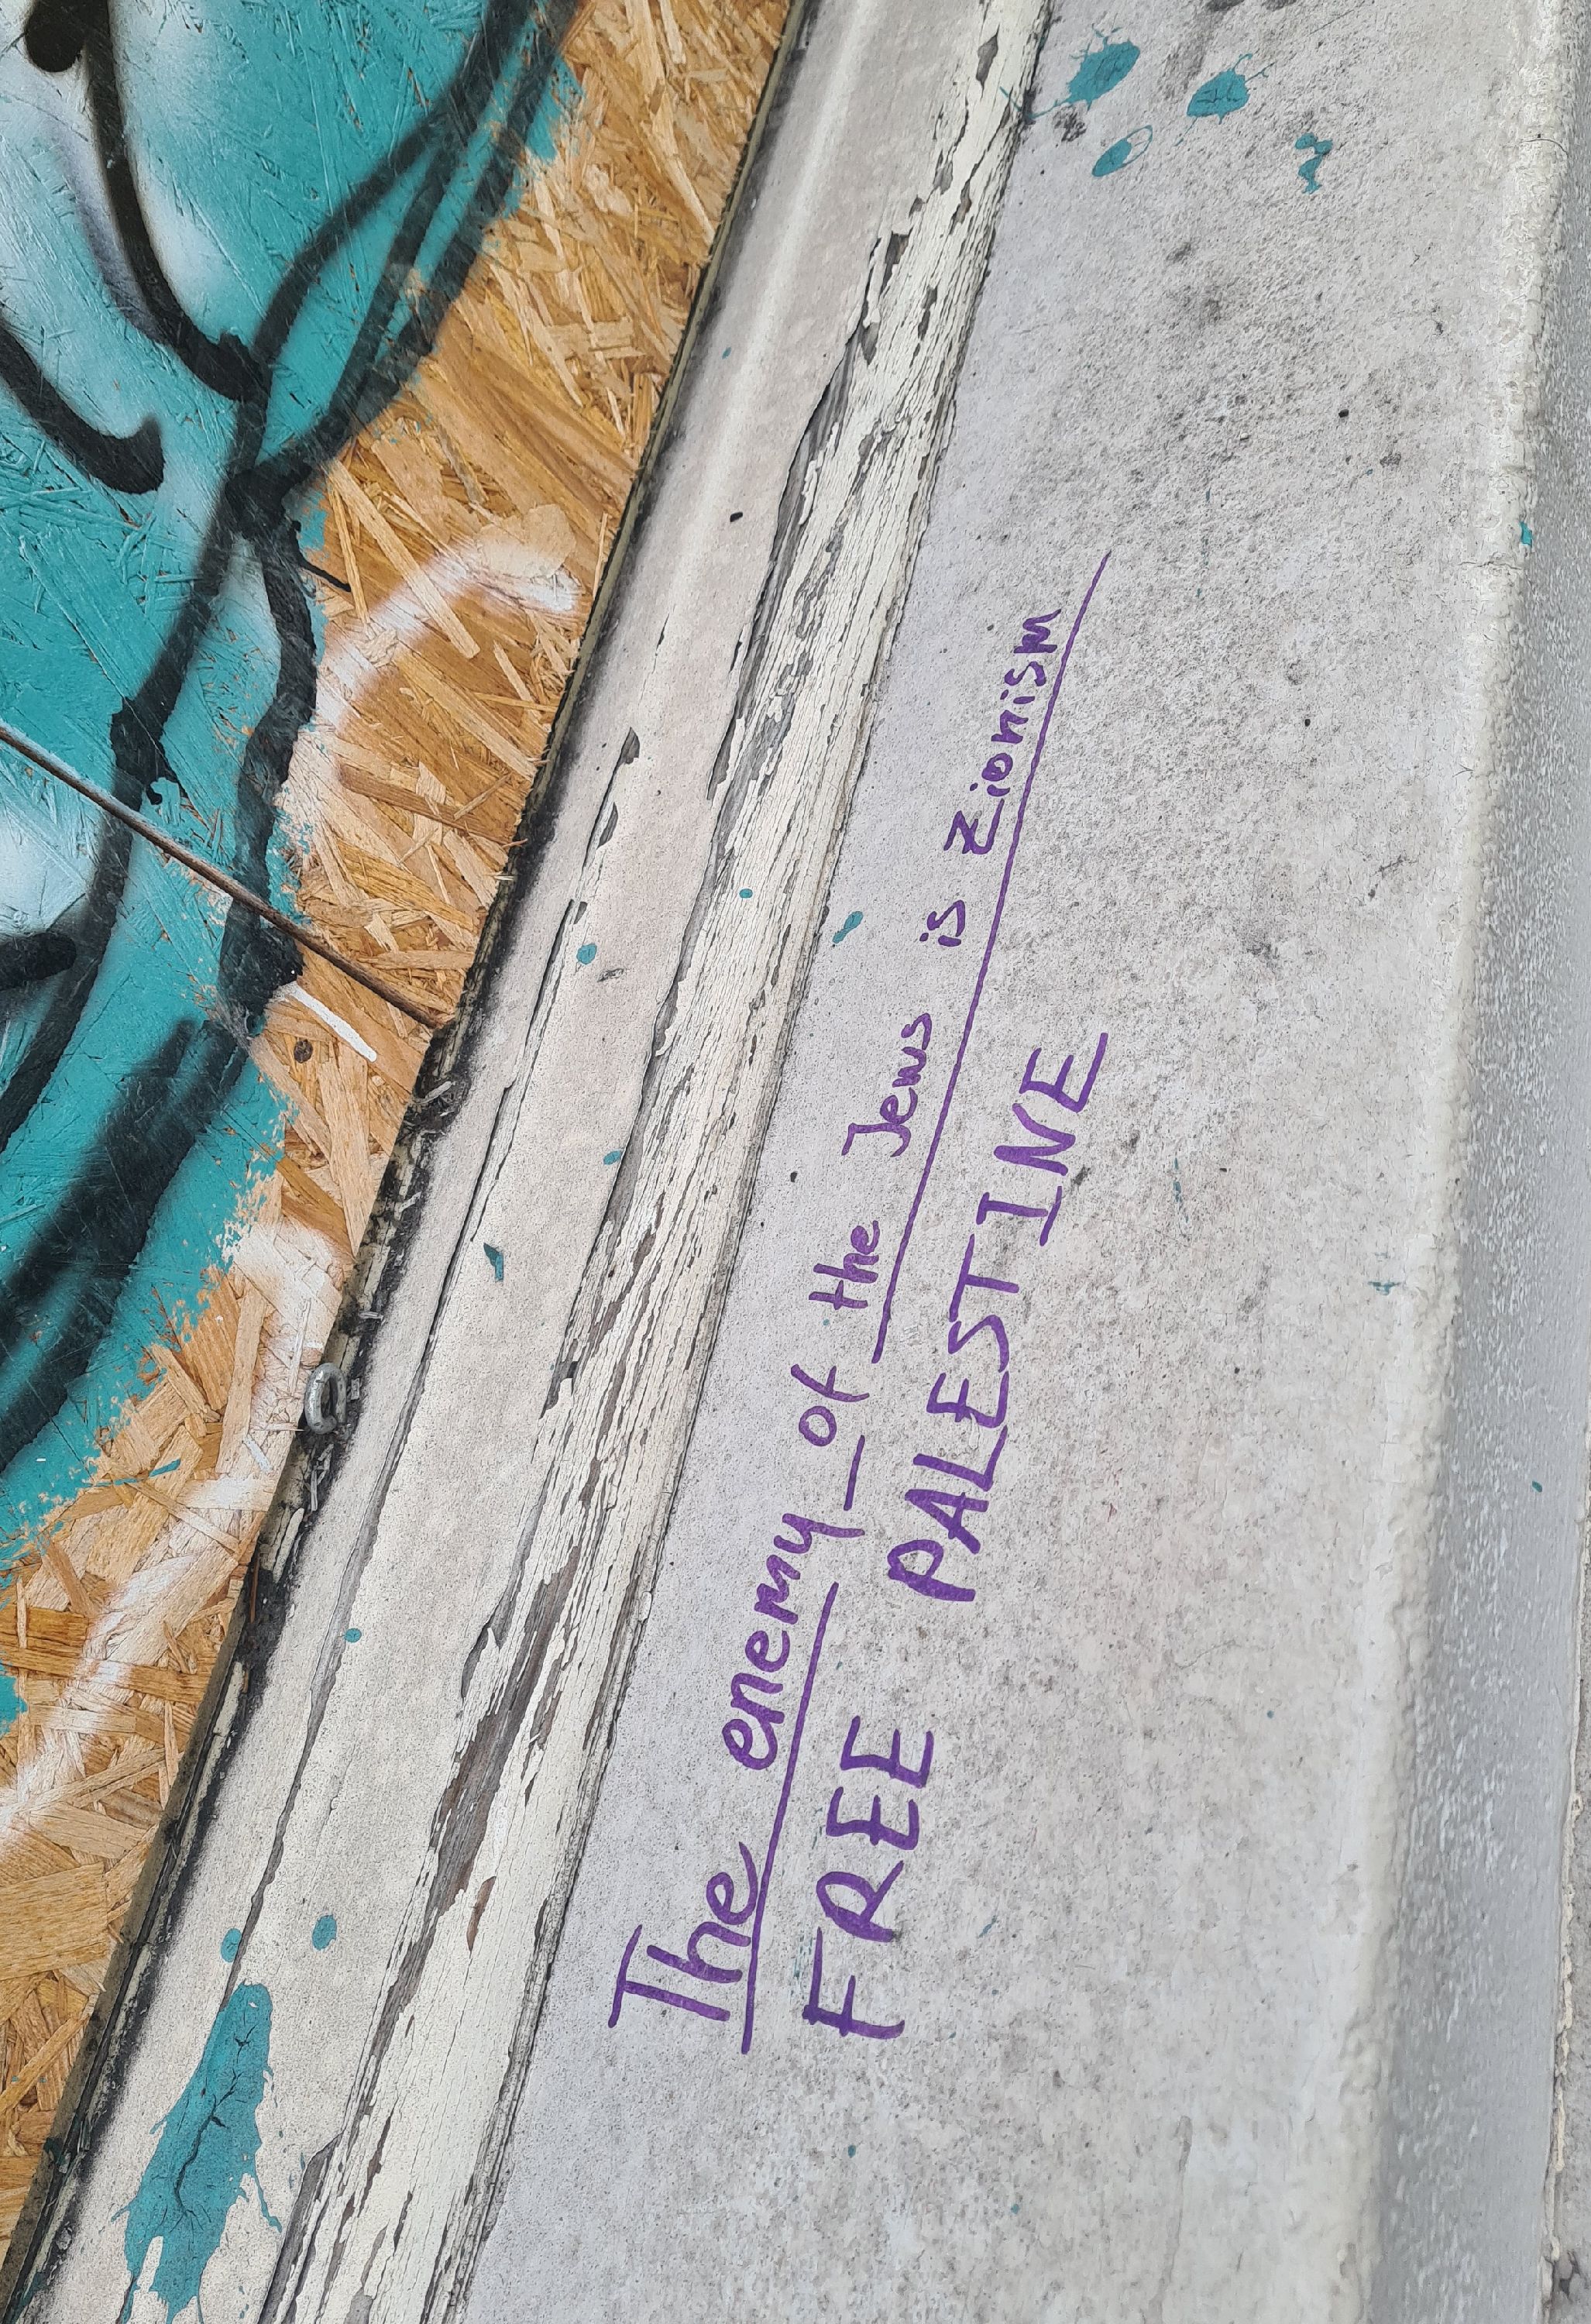 The enemy of the Jews is Zionism
FREE PALESTINE